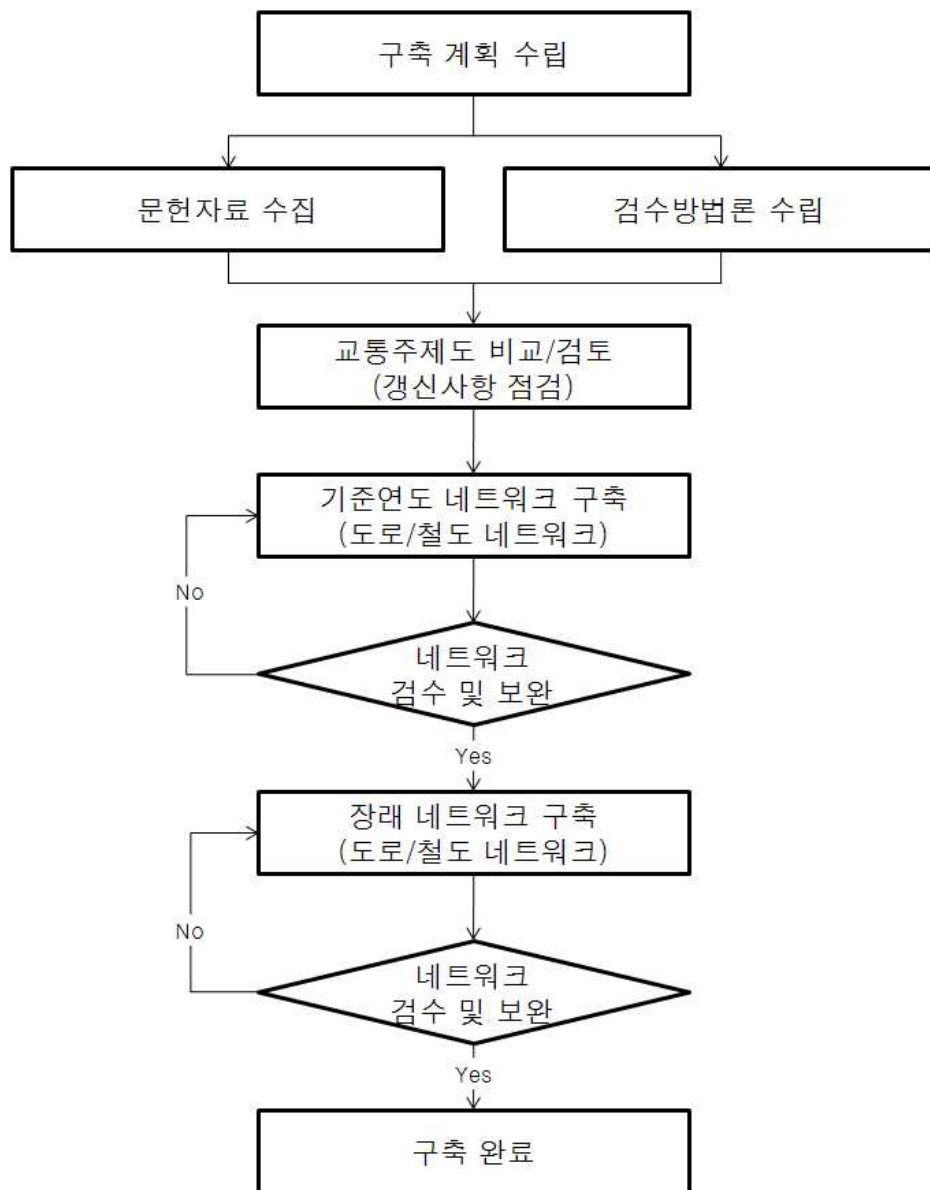 구축 계획 수립
문헌자료 수집
검수방법론 수립
교통주제도 비교/검토
(갱신사항 점검)
기준연도 네트워크 구축
(도로/철도 네트워크)
No
네트워크
검수 및 보완
Yes
장래 네트워크 구축
(도로/철도 네트워크)
No
네트워크
검수 및 보완
Yes
구축 완료